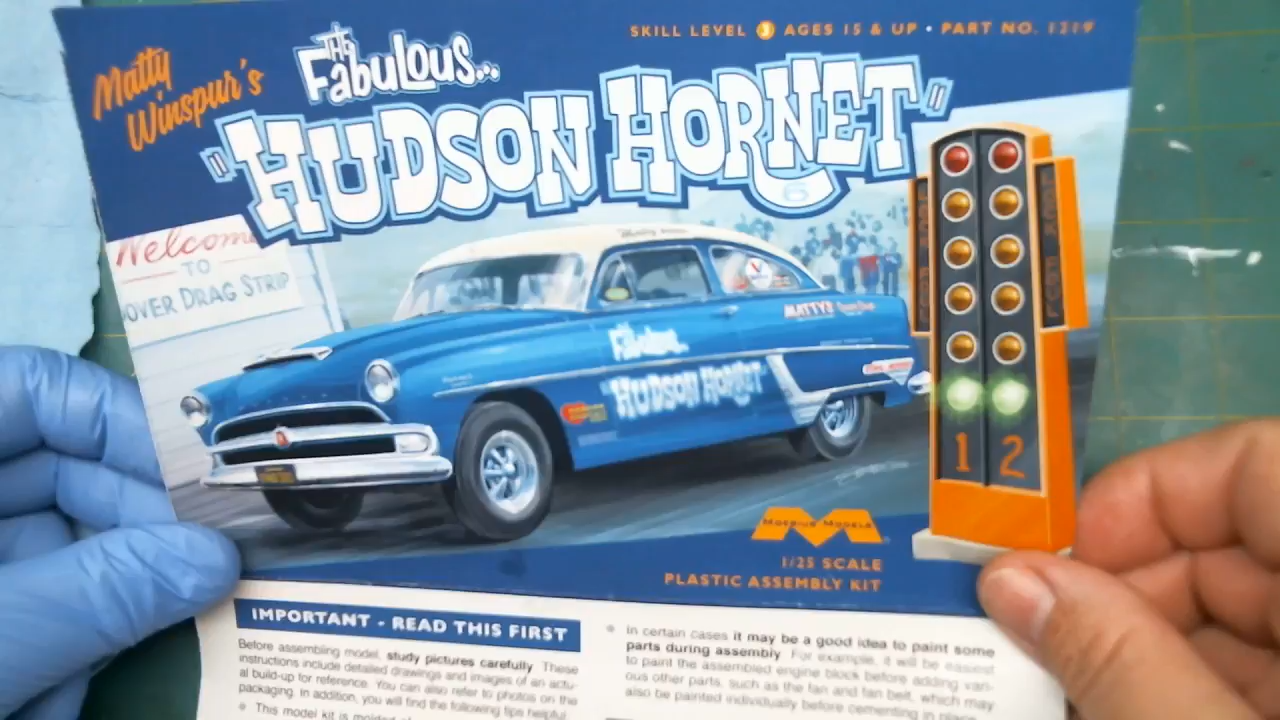 SKILL LEVEL 3 AGES 15 & UP • PART NO. 1219
Matty
Winspur's
THE
Fabulous...
"HUDSON HORNET"
6
Welcome
TO
OVER DRAG STRIP
MATTY'S
THE
Fabulous...
"HUDSON HORNET"
1 2
MOEBIUS MODELS
1/25 SCALE
PLASTIC ASSEMBLY KIT
IMPORTANT - READ THIS FIRST
Before assembling model, study pictures carefully. These
instructions include detailed drawings and images of an actu-
al build-up for reference. You can also refer to photos on the
packaging. In addition, you will find the following tips helpful.
• This model kit is molded
• In certain cases it may be a good idea to paint some
parts during assembly. For example, it will be easiest
to paint the assembled engine block before adding vari-
ous other parts, such as the fan and fan belt, which may
also be painted individually before cementing in place.